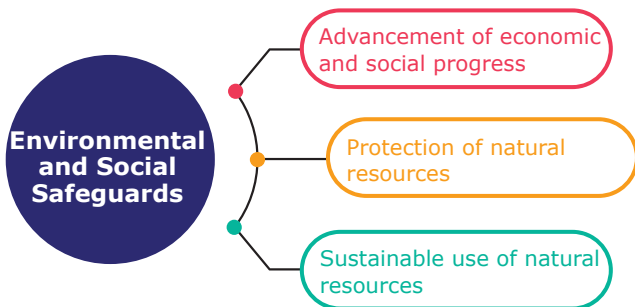 Environmental
and Social
Safeguards
Advancement of economic
and social progress
Protection of natural
resources
Sustainable use of natural
resources